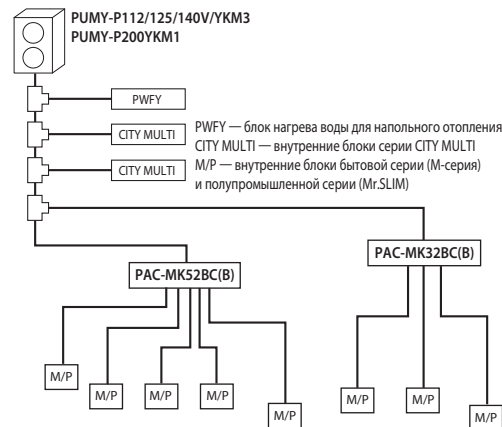 PUMY-P112/125/140V/YKM3
PUMY-P200YKM1
PWFY
CITY MULTI
CITY MULTI
PWFY — блок нагрева воды для напольного отопления
CITY MULTI — внутренние блоки серии CITY MULTI
M/P — внутренние блоки бытовой серии (M-серия)
и полупромышленной серии (Mr.SLIM)
PAC-MK52BC(B)
PAC-MK32BC(B)
M/P
M/P
M/P
M/P
M/P
M/P
M/P
M/P